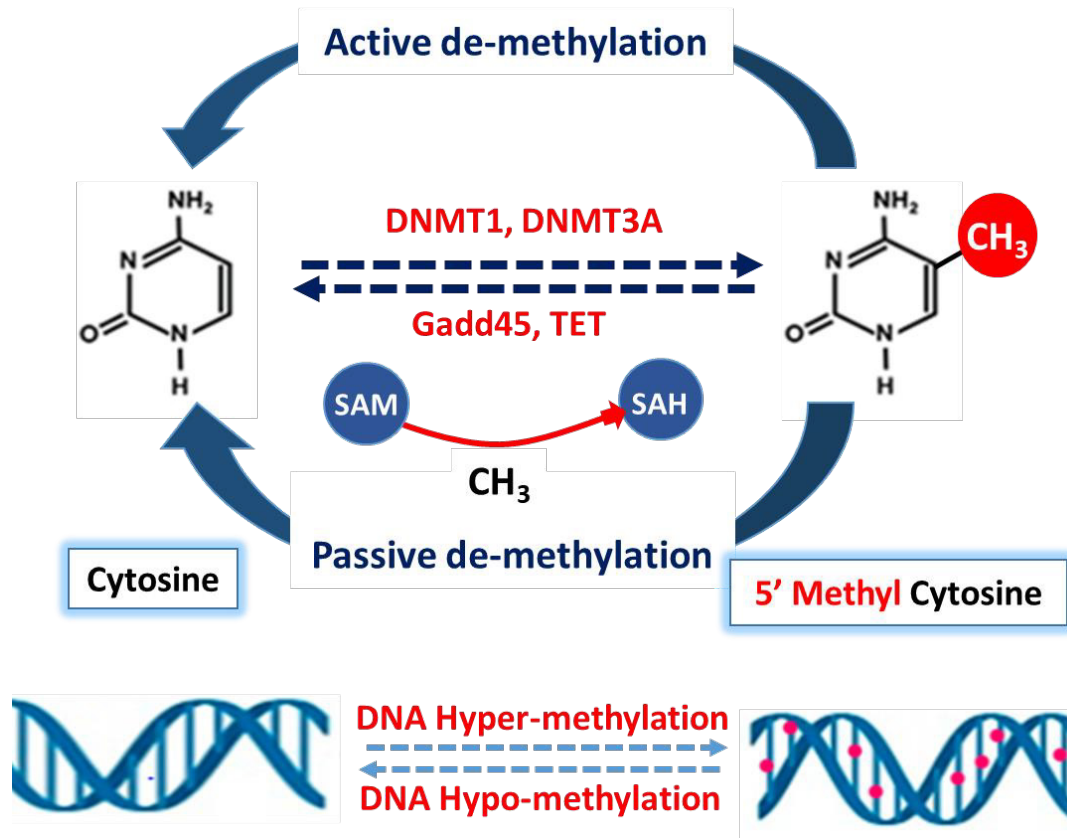 Active de-methylation
NH₂
N
O
N
H
DNMT1, DNMT3A
Gadd45, TET
NH₂
CH₃
N
O
N
H
SAM
SAH
CH₃
Passive de-methylation
Cytosine
5' Methyl Cytosine
DNA Hyper-methylation
DNA Hypo-methylation